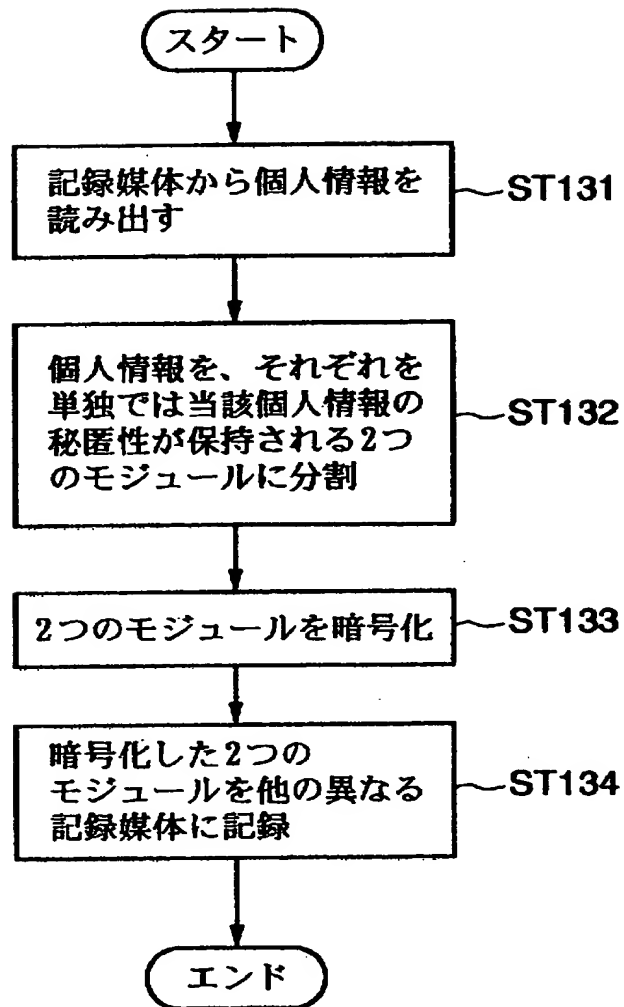 スタート
記録媒体から個人情報を
読み出す
ST131
個人情報を、それぞれを
単独では当該個人情報の
秘匿性が保持される2つ
のモジュールに分割
ST132
2つのモジュールを暗号化
ST133
暗号化した2つの
モジュールを他の異なる
記録媒体に記録
ST134
エンド